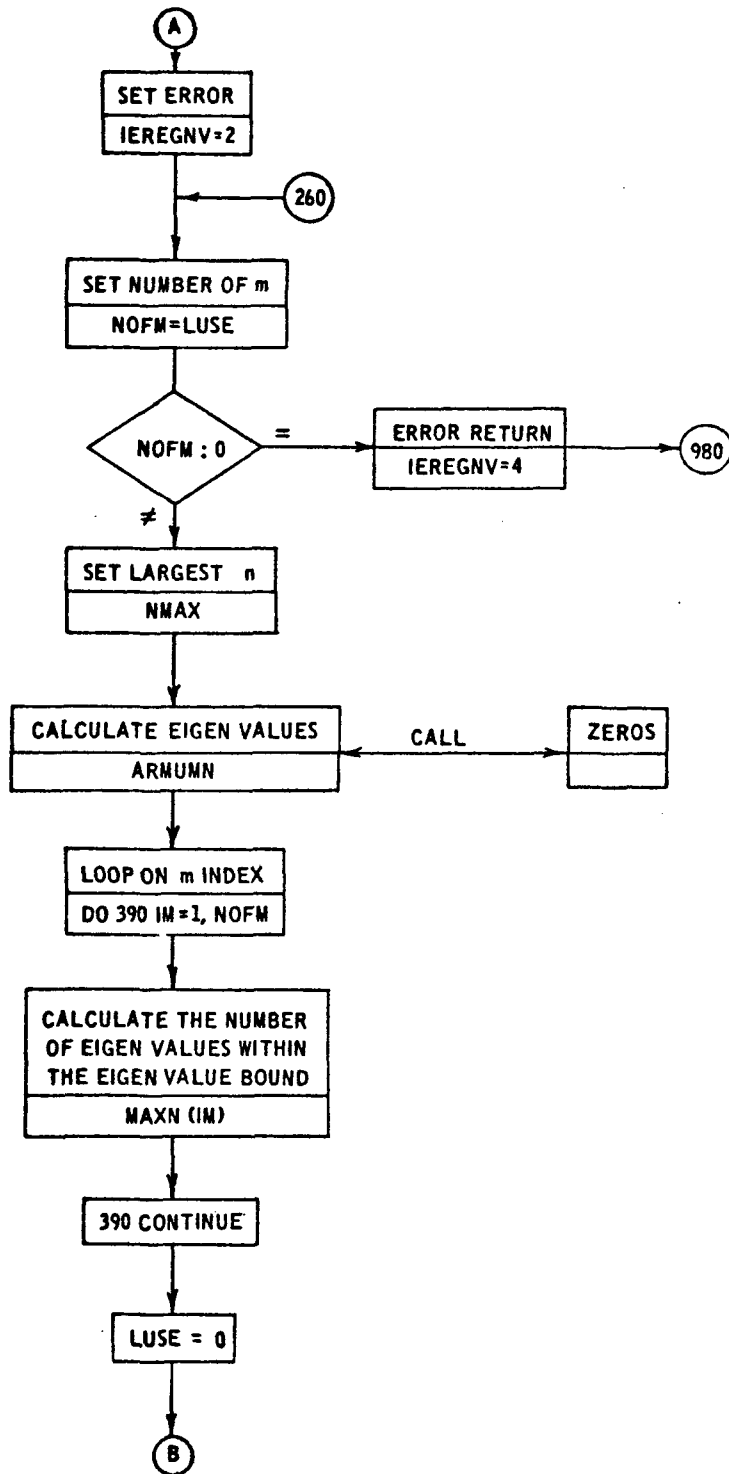 A
SET ERROR
IEREGNV=2
260
SET NUMBER OF m
NOFM=LUSE
NOFM : 0
=
ERROR RETURN
IEREGNV=4
980
≠
SET LARGEST n
NMAX
CALCULATE EIGEN VALUES
ARMUMN
CALL
ZEROS
LOOP ON m INDEX
DO 390 IM=1, NOFM
CALCULATE THE NUMBER
OF EIGEN VALUES WITHIN
THE EIGEN VALUE BOUND
MAXN (IM)
390 CONTINUE
LUSE = 0
B